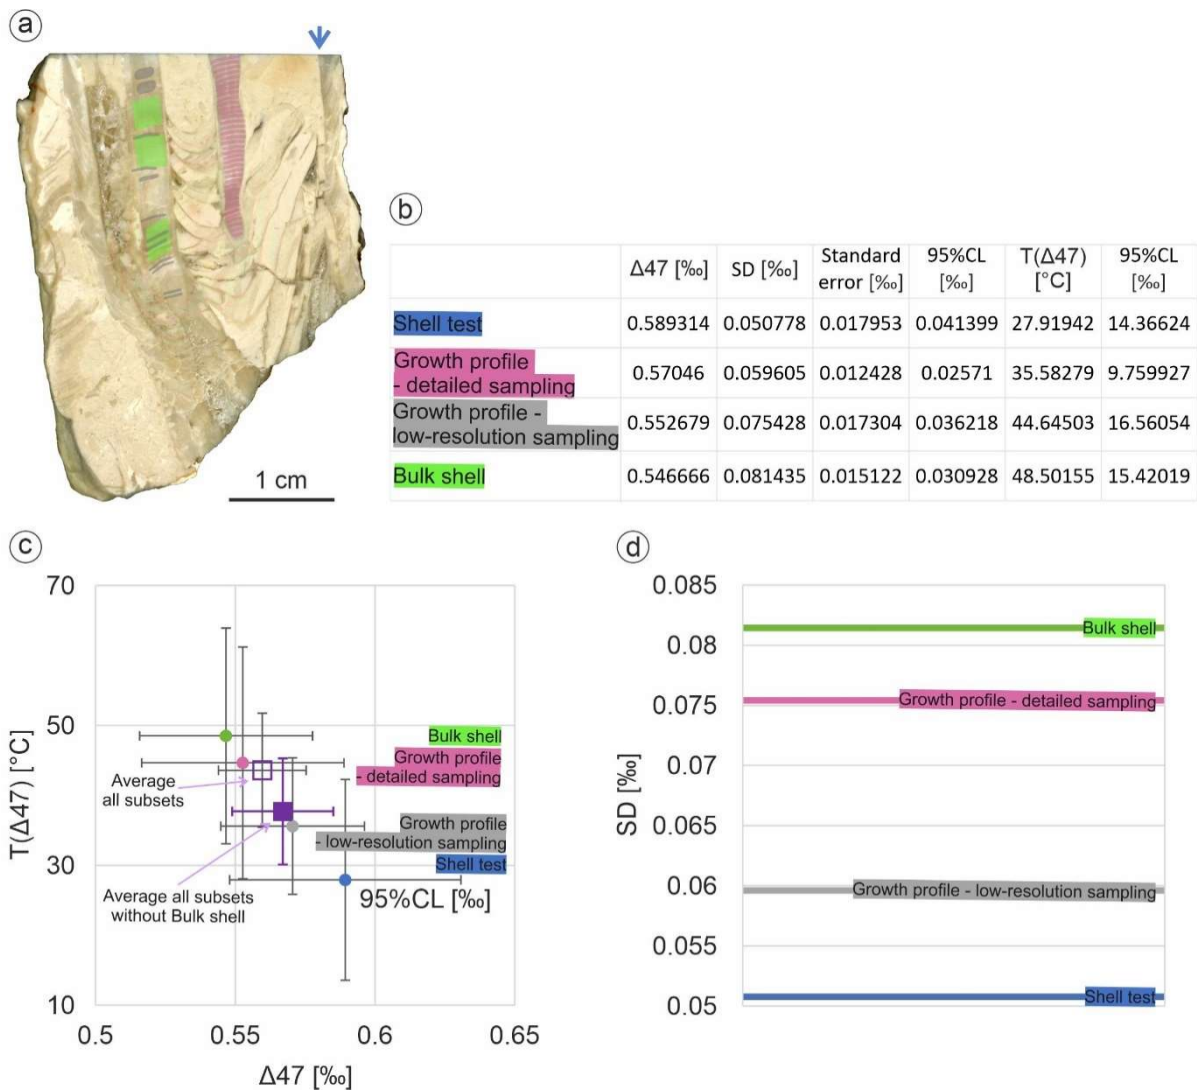 a
1 cm
b
Δ47 [‰] SD [‰] Standard error [‰] 95%CL [‰] T(Δ47) [°C] 95%CL [‰]
Shell test 0.589314 0.050778 0.017953 0.041399 27.91942 14.36624
Growth profile - detailed sampling 0.57046 0.059605 0.012428 0.02571 35.58279 9.759927
Growth profile - low-resolution sampling 0.552679 0.075428 0.017304 0.036218 44.64503 16.56054
Bulk shell 0.546666 0.081435 0.015122 0.030928 48.50155 15.42019
c
T(Δ47) [°C]
70
50
30
10
0.5 0.55 0.6 0.65
Δ47 [‰]
Average
all subsets
Average all subsets
without Bulk shell
Bulk shell
Growth profile
- detailed sampling
Growth profile
- low-resolution sampling
Shell test
95%CL [‰]
d
SD [‰]
0.085
0.08
0.075
0.07
0.065
0.06
0.055
0.05
Bulk shell
Growth profile - detailed sampling
Growth profile - low-resolution sampling
Shell test